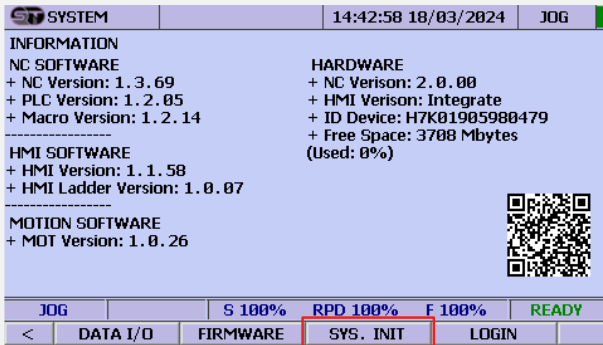 ST SYSTEM 14:42:58 18/03/2024 JOG
INFORMATION
NC SOFTWARE
+ NC Version: 1.3.69
+ PLC Version: 1.2.05
+ Macro Version: 1.2.14
----------------
HMI SOFTWARE
+ HMI Version: 1.1.58
+ HMI Ladder Version: 1.0.07
----------------
MOTION SOFTWARE
+ MOT Version: 1.0.26
HARDWARE
+ NC Verison: 2.0.00
+ HMI Verison: Integrate
+ ID Device: H7K01905980479
+ Free Space: 3708 Mbytes
(Used: 0%)
JOG S 100% RPD 100% F 100% READY
< DATA I/O FIRMWARE SYS. INIT LOGIN